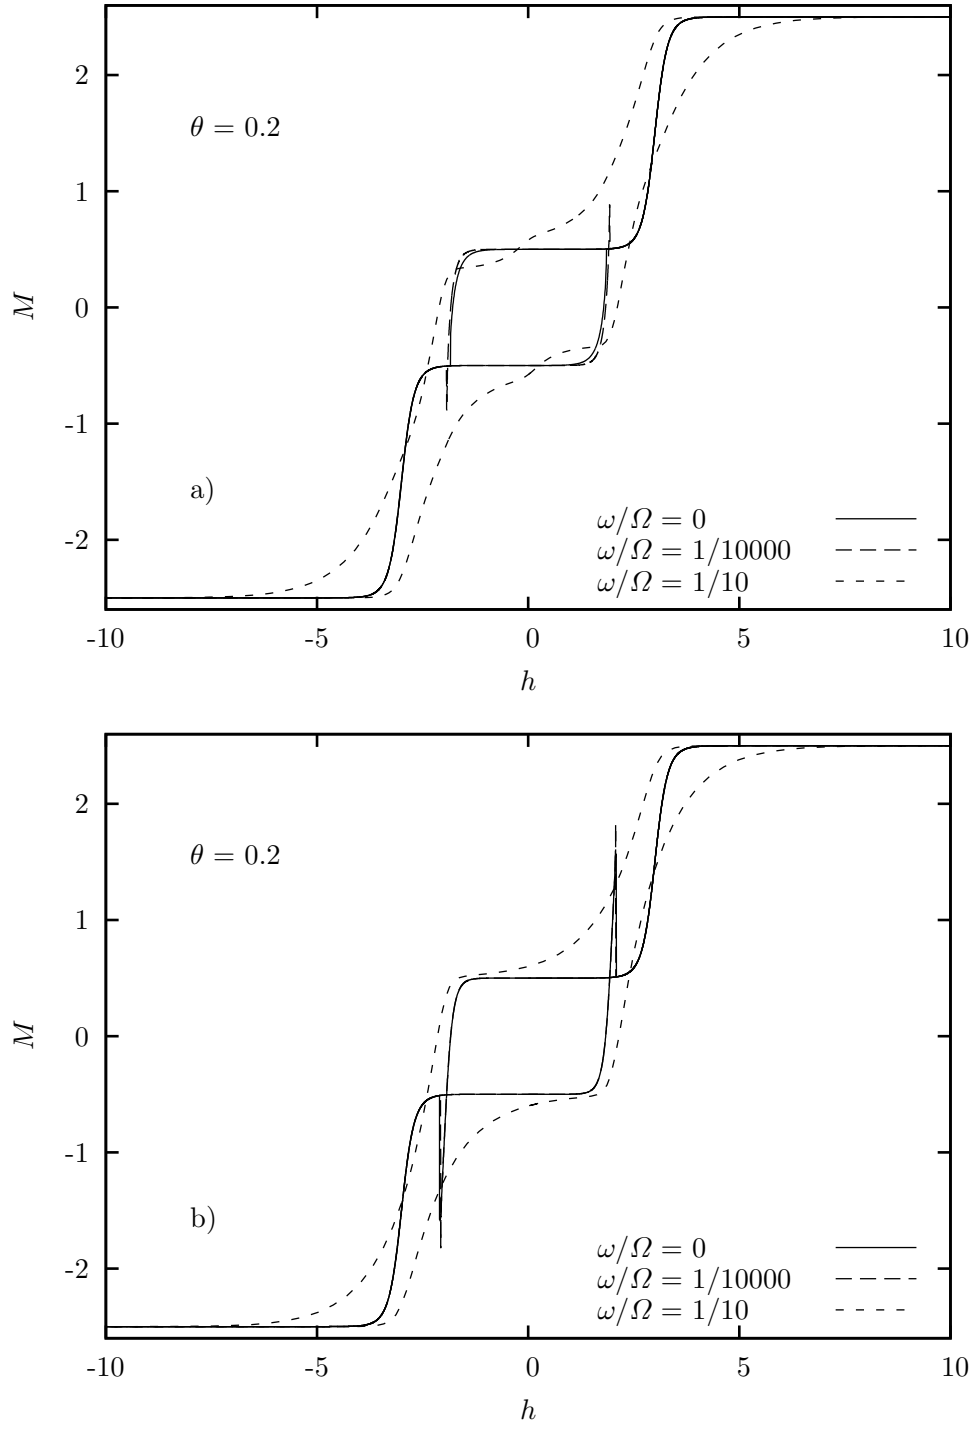 2
θ = 0.2
1
0
M
-1
a)
-2
ω/Ω = 0
ω/Ω = 1/10000
ω/Ω = 1/10
-10 -5 0 5 10
h
2
θ = 0.2
1
0
M
-1
b)
-2
ω/Ω = 0
ω/Ω = 1/10000
ω/Ω = 1/10
-10 -5 0 5 10
h